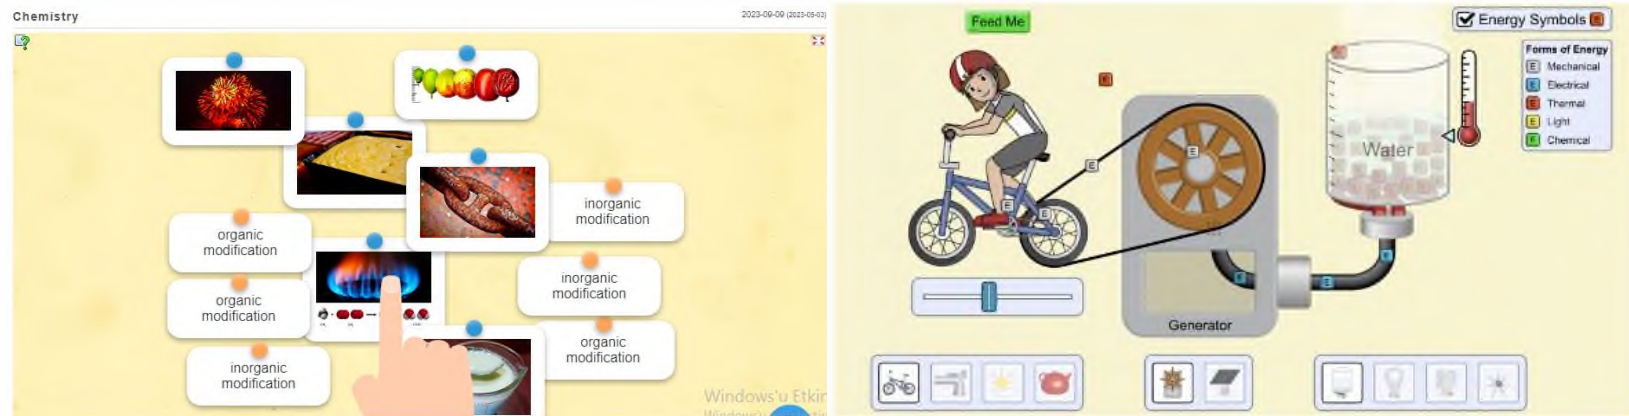 Chemistry
2023-09-09 (2023-05-03)
inorganic
modification
organic
modification
inorganic
modification
organic
modification
organic
modification
inorganic
modification
Windows'u Etkin
Feed Me
Energy Symbols E
Forms of Energy
E Mechanical
E Electrical
E Thermal
E Light
E Chemical
E
E
E
E
E
Water
E
E
E
Generator